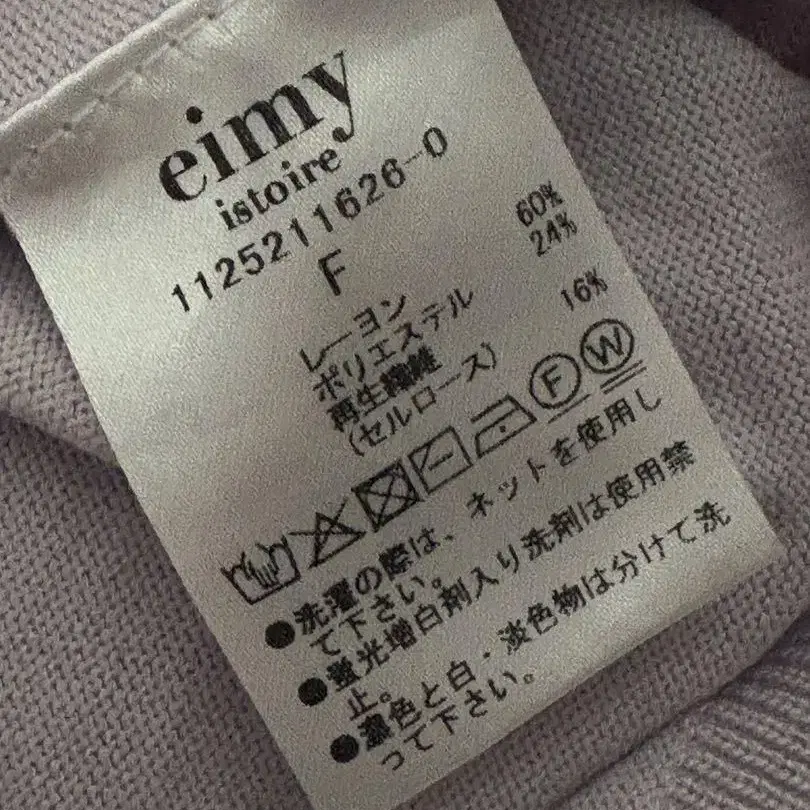 eimy
istoire
1125211626-0
F
レーヨン 60%
ポリエステル 24%
再生繊維
(セルロース) 16%
F W
●洗濯の際は、ネットを使用し
て下さい。
●蛍光増白剤入り洗剤は使用禁
止。
●濃色と白・淡色物は分けて洗
って下さい。